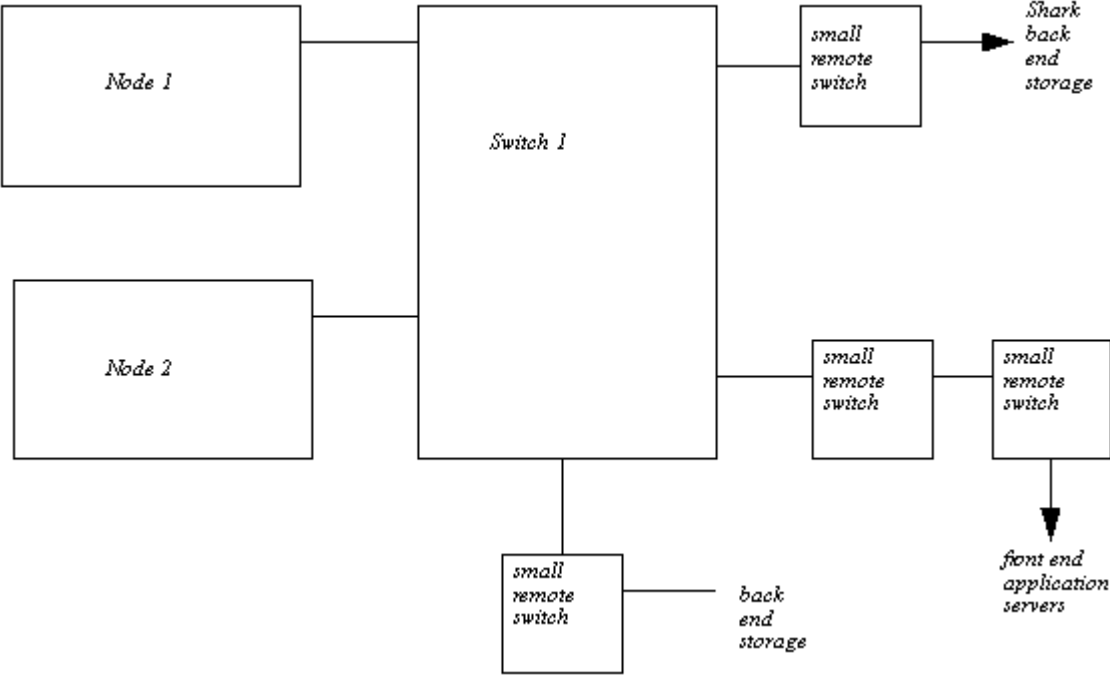 Node 1
Switch 1
small
remote
switch
Shark
back
end
storage
Node 2
small
remote
switch
small
remote
switch
front end
application
servers
small
remote
switch
back
end
storage